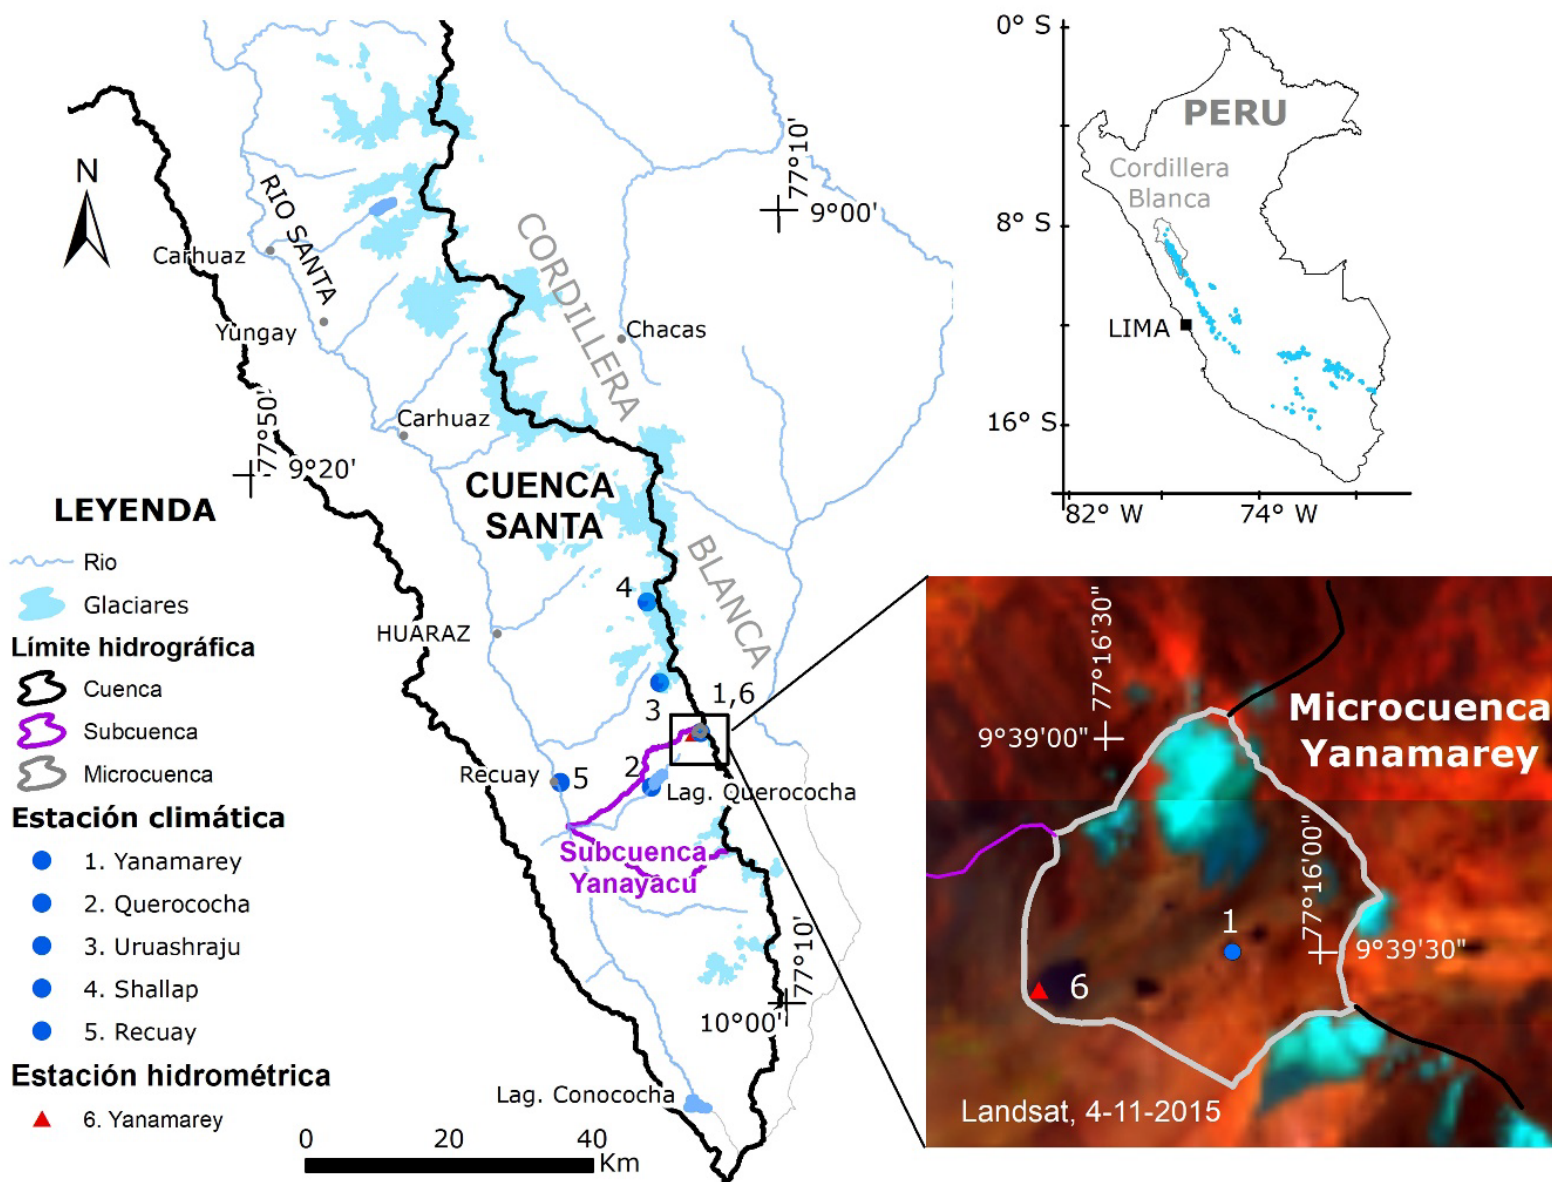 N
RIO SANTA
Carhuaz
Yungay
Carhuaz
Chacas
CORDILLERA
BLANCA
77°10'
9°00'
77°50'
9°20'
CUENCA
SANTA
HUARAZ
4
3
1,6
2
5
Recuay
Lag. Querococha
Subcuenca
Yanayacu
77°10'
10°00'
Lag. Conococha
0 20 40
Km
LEYENDA
Rio
Glaciares
Límite hidrográfica
Cuenca
Subcuenca
Microcuenca
Estación climática
1. Yanamarey
2. Querococha
3. Uruashraju
4. Shallap
5. Recuay
Estación hidrométrica
6. Yanamarey
0° S
8° S
16° S
82° W
74° W
PERU
Cordillera
Blanca
LIMA
77°16'30"
9°39'00"
Microcuenca
Yanamarey
77°16'00"
9°39'30"
1
6
Landsat, 4-11-2015